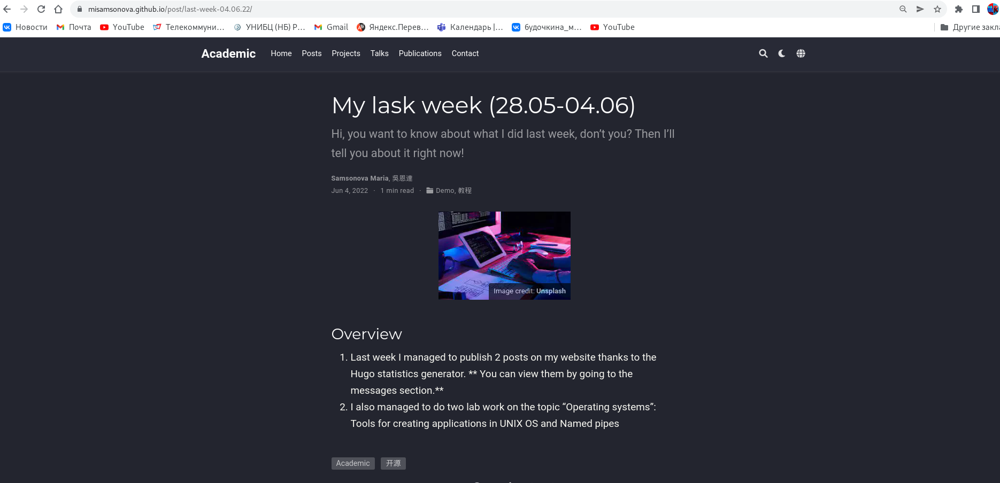 misamsonova.github.io/post/last-week-04.06.22/
Новости Почта YouTube Телекоммуни... УНИБЦ (НБ) Р... Gmail Яндекс.Перев... Календарь |... будочкина_м... YouTube Другие закла
Academic Home Posts Projects Talks Publications Contact
My lask week (28.05-04.06)
Hi, you want to know about what I did last week, don’t you? Then I’ll
tell you about it right now!
Samsonova Maria, 吳恩達
Jun 4, 2022 · 1 min read · Demo, 教程
Image credit: Unsplash
Overview
1. Last week I managed to publish 2 posts on my website thanks to the
Hugo statistics generator. ** You can view them by going to the
messages section.**
2. I also managed to do two lab work on the topic “Operating systems”:
Tools for creating applications in UNIX OS and Named pipes
Academic 开源